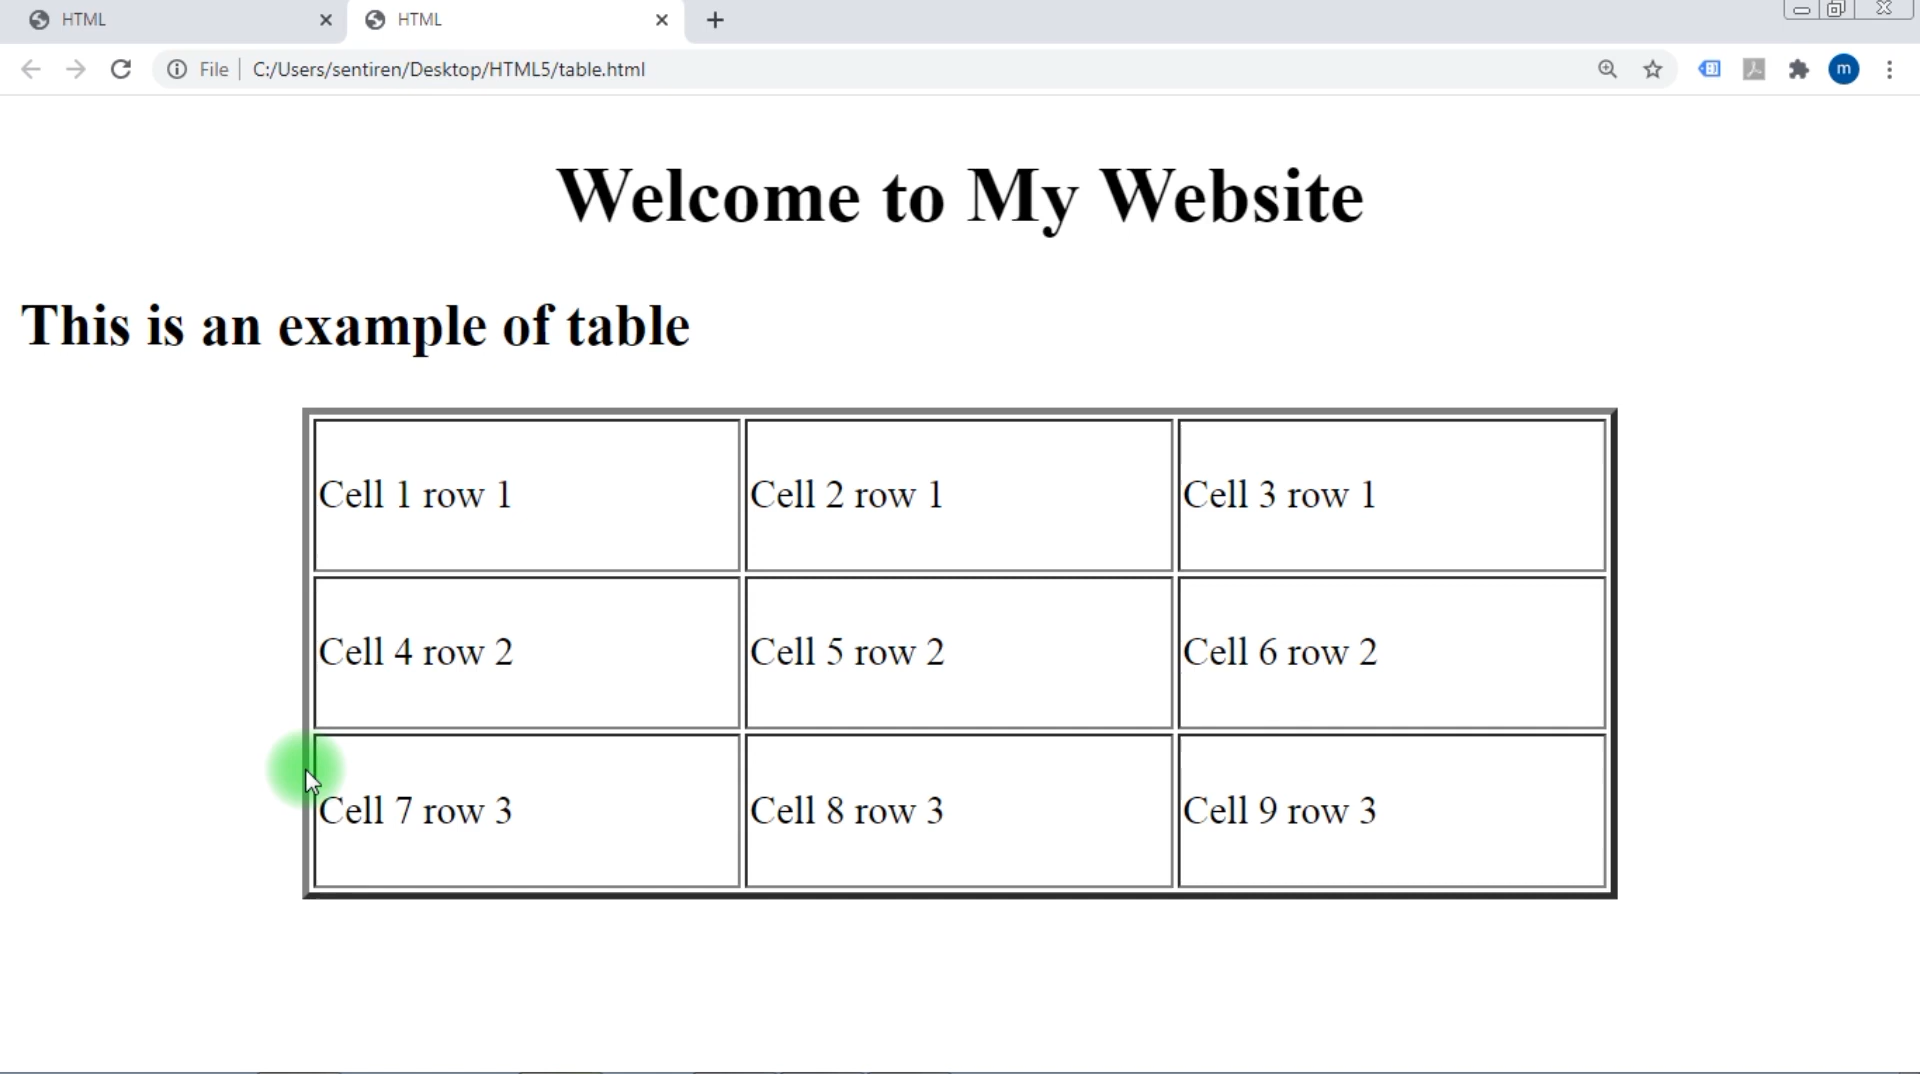 HTML
HTML
File
C:/Users/sentiren/Desktop/HTML5/table.html
m
Welcome to My Website
This is an example of table
Cell 1 row 1 Cell 2 row 1 Cell 3 row 1
Cell 4 row 2 Cell 5 row 2 Cell 6 row 2
Cell 7 row 3 Cell 8 row 3 Cell 9 row 3